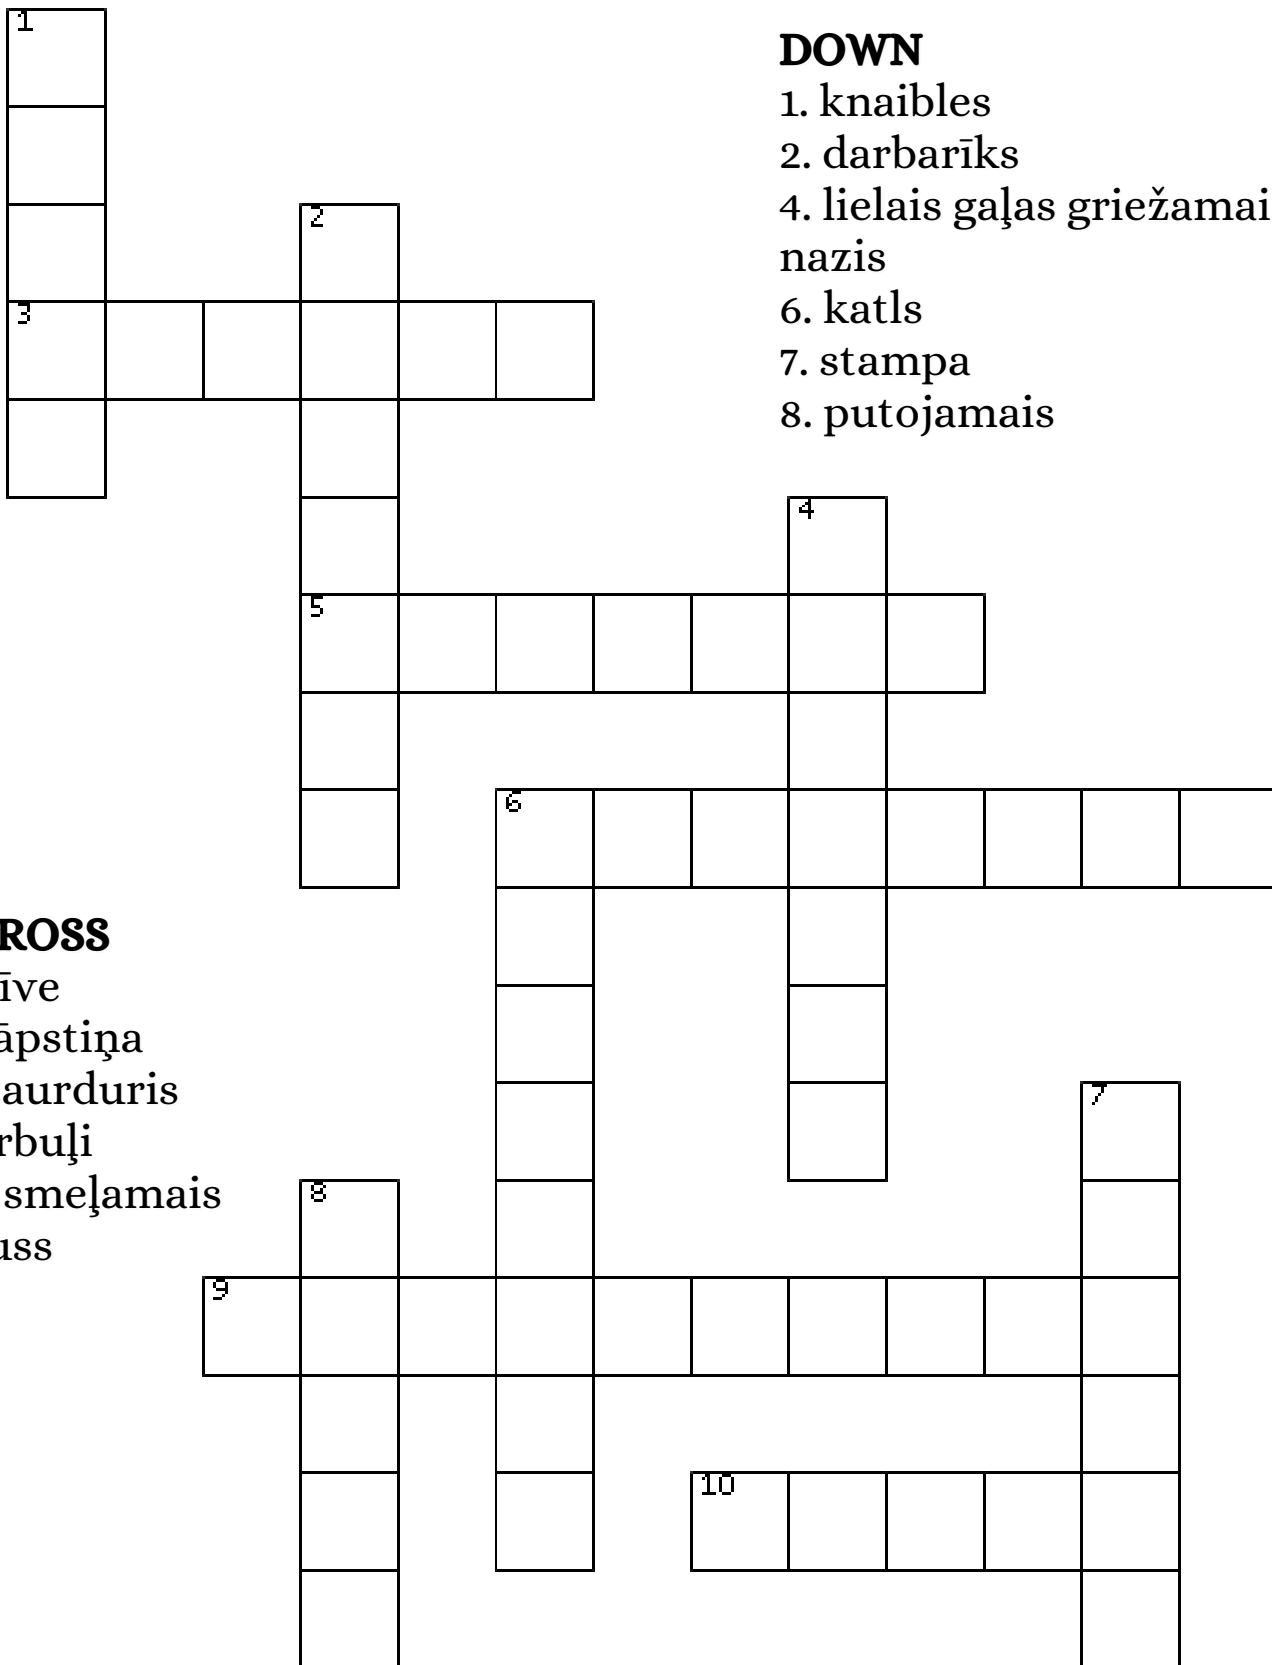 1
DOWN
1. knaibles
2. darbarīks
4. lielais gaļas griežamai
nazis
6. katls
7. stampa
8. putojamais
2
3
4
5
6
ROSS
īve
āpstiņa
aurduris
rbuļi
smeļamais
uss
7
8
9
10